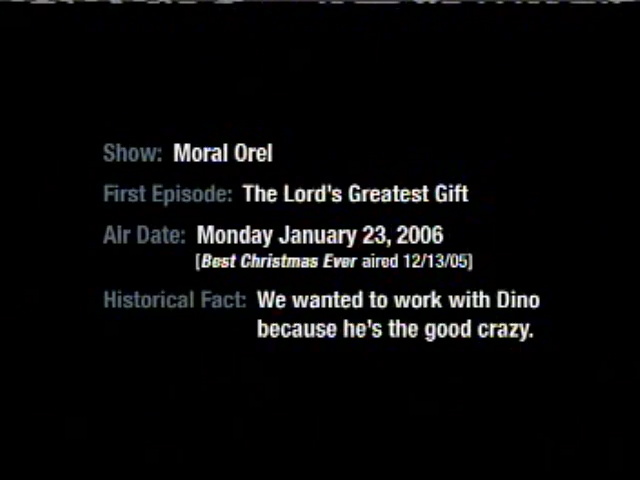 Show: Moral Orel
First Episode: The Lord's Greatest Gift
Air Date: Monday January 23, 2006
[Best Christmas Ever aired 12/13/05]
Historical Fact: We wanted to work with Dino
because he's the good crazy.